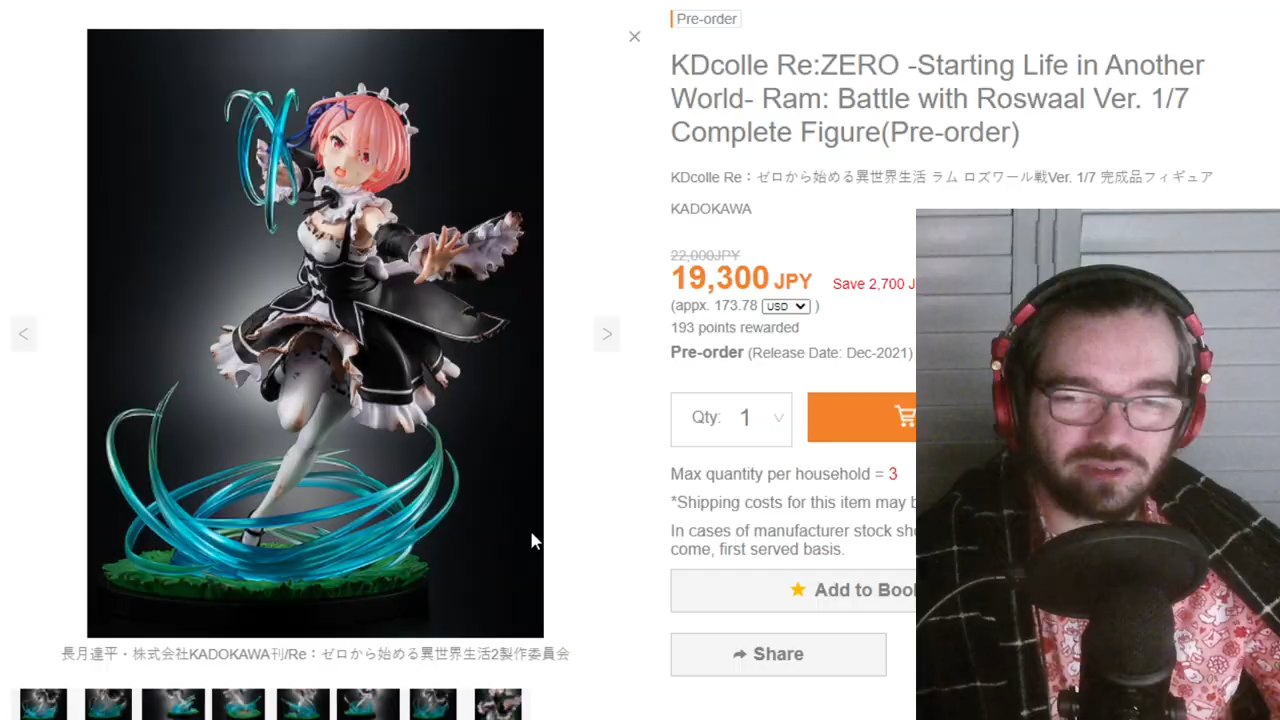 Pre-order
KDcolle Re:ZERO -Starting Life in Another
World- Ram: Battle with Roswaal Ver. 1/7
Complete Figure(Pre-order)
KDcolle Re：ゼロから始める異世界生活 ラム ロズワール戦Ver. 1/7 完成品フィギュア
KADOKAWA
22,000JPY
19,300 JPY Save 2,700 J
(appx. 173.78 USD )
193 points rewarded
Pre-order (Release Date: Dec-2021)
Qty: 1
Max quantity per household = 3
*Shipping costs for this item may b
In cases of manufacturer stock sho
come, first served basis.
Add to Boo
Share
長月達平・株式会社KADOKAWA刊/Re：ゼロから始める異世界生活2製作委員会